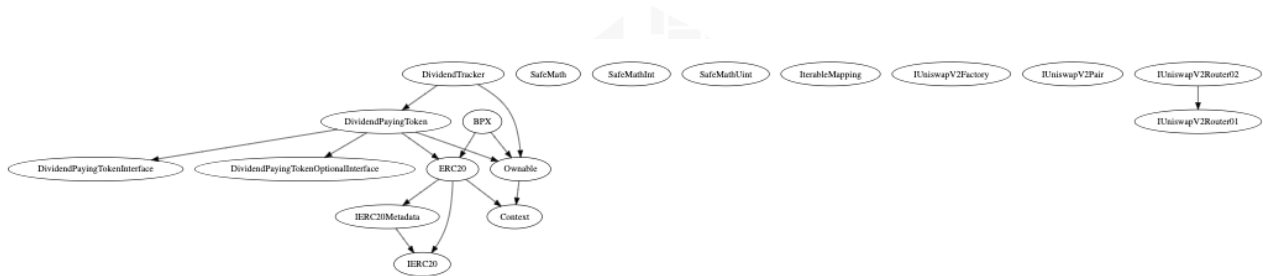 DividendTracker SafeMath SafeMathInt SafeMathUint IterableMapping IUniswapV2Factory IUniswapV2Pair IUniswapV2Router02
DividendPayingToken BPX IUniswapV2Router01
DividendPayingTokenInterface DividendPayingTokenOptionalInterface ERC20 Ownable
IERC20Metadata Context
IERC20